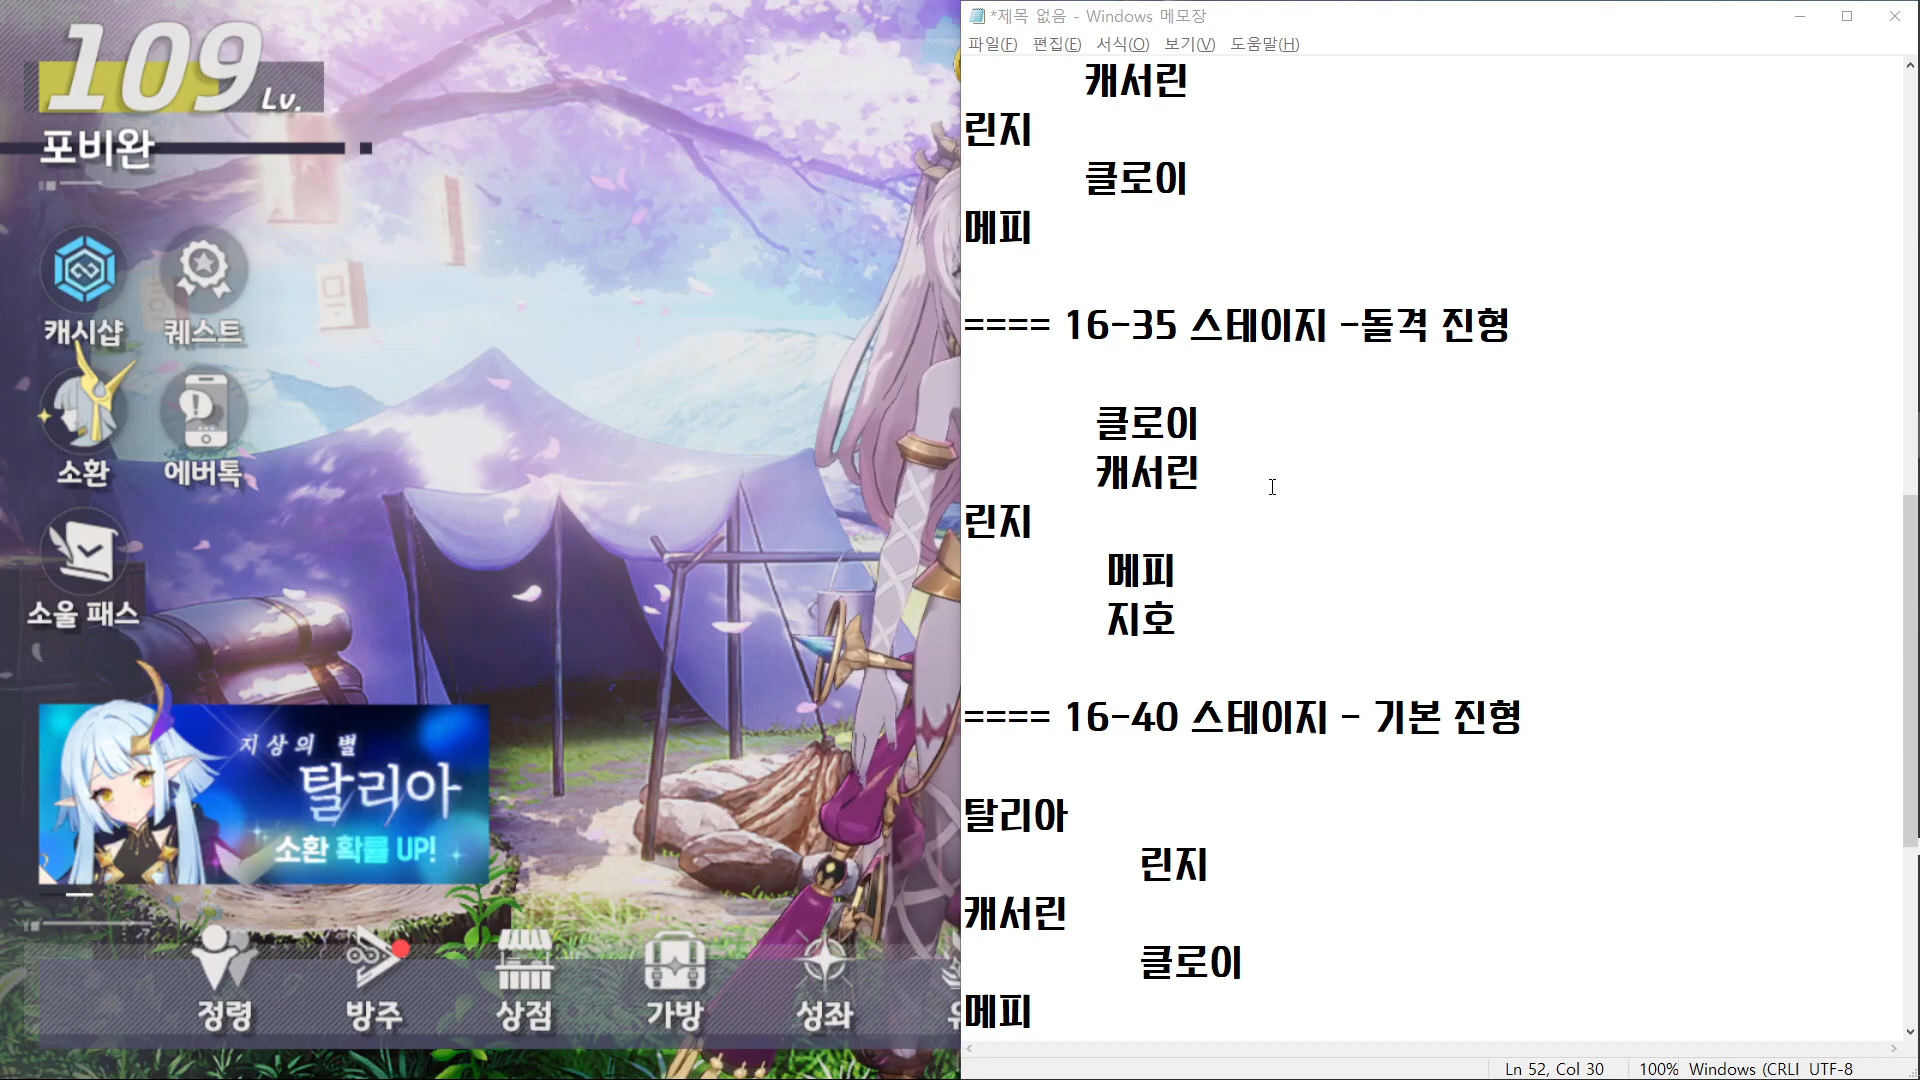 109 Lv.
포비완
캐시샵 퀘스트
소환 에버톡
소울 패스
지상의 별
탈리아
소환 확률 UP!
정령 방주 상점 가방 성좌
*제목 없음 - Windows 메모장
파일(F) 편집(E) 서식(O) 보기(V) 도움말(H)
캐서린
린지
클로이
메피
==== 16-35 스테이지 -돌격 진형
클로이
캐서린
린지
메피
지호
==== 16-40 스테이지 - 기본 진형
탈리아
린지
캐서린
클로이
메피
Ln 52, Col 30 100% Windows (CRLI UTF-8